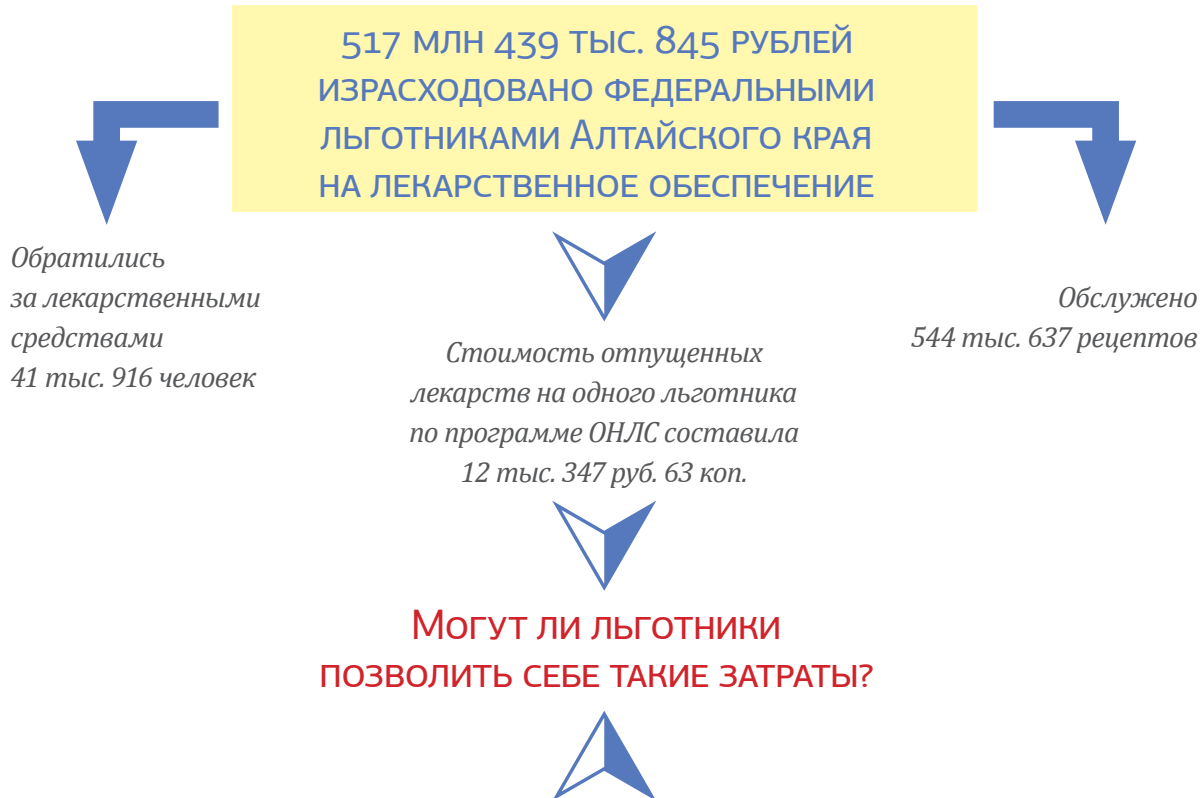 517 млн 439 тыс. 845 рублей
израсходовано федеральными
льготниками Алтайского края
на лекарственное обеспечение
Обратились
за лекарственными
средствами
41 тыс. 916 человек
Стоимость отпущенных
лекарств на одного льготника
по программе ОНЛС составила
12 тыс. 347 руб. 63 коп.
Обслужено
544 тыс. 637 рецептов
Могут ли льготники
позволить себе такие затраты?